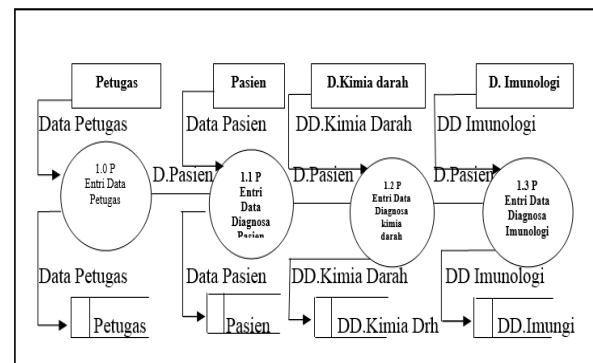 Petugas
Pasien
D.Kimia darah
D. Imunologi
Data Petugas
Data Pasien
DD.Kimia Darah
DD Imunologi
1.0 P
Entri Data
Petugas
D.Pasien
1.1 P
Entri
Data
Diagnosa
Pasien
D.Pasien
1.2 P
Entri Data
Diagnosa
kimia
darah
D.Pasien
1.3 P
Entri
Data
Diagnosa
Imunologi
Data Petugas
Data Pasien
DD.Kimia Darah
DD Imunologi
Petugas
Pasien
DD.Kimia Drh
DD.Imungi